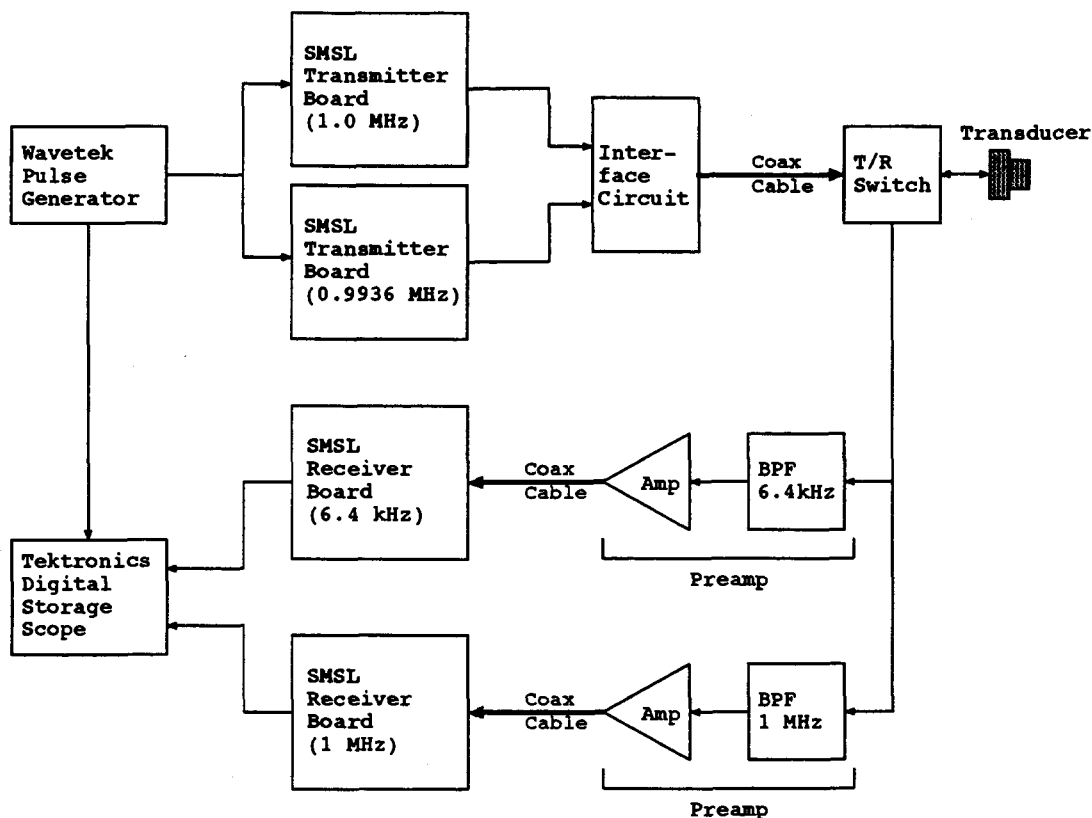 SMSL
Transmitter
Board
(1.0 MHz)
Wavetek
Pulse
Generator
SMSL
Transmitter
Board
(0.9936 MHz)
Inter-
face
Circuit
Coax
Cable
T/R
Switch
Transducer
SMSL
Receiver
Board
(6.4 kHz)
Coax
Cable
Amp
BPF
6.4kHz
Preamp
Tektronics
Digital
Storage
Scope
SMSL
Receiver
Board
(1 MHz)
Coax
Cable
Amp
BPF
1 MHz
Preamp